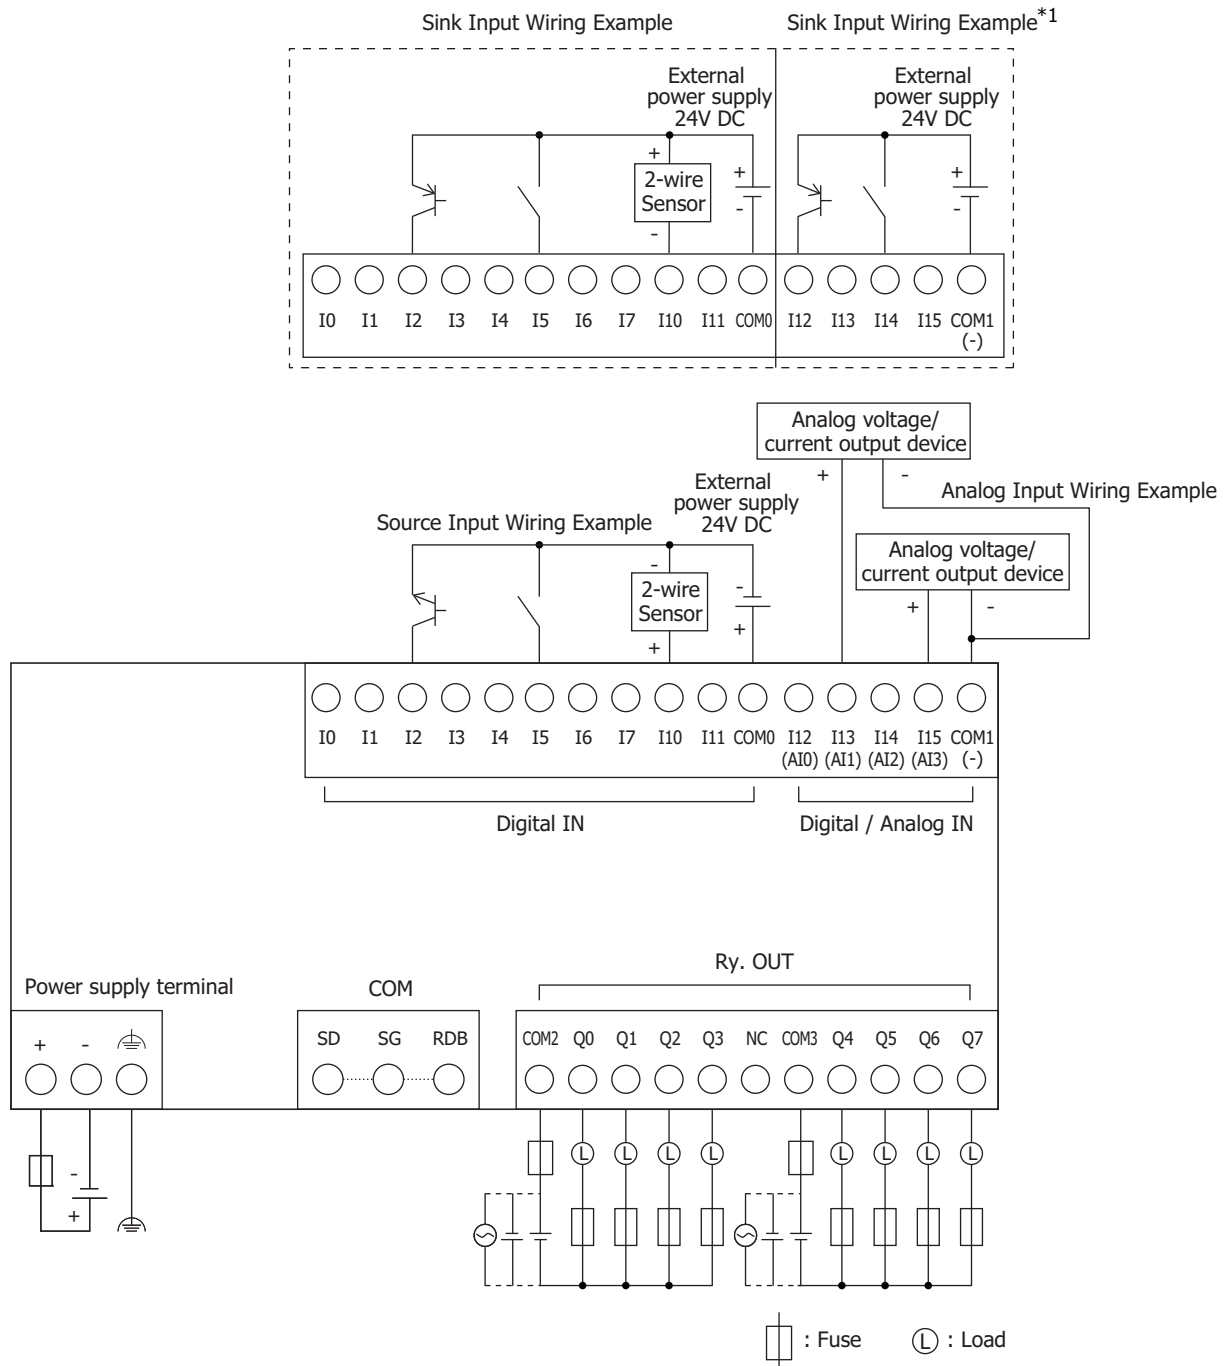 Sink Input Wiring Example
Sink Input Wiring Example*1
External
power supply
24V DC
External
power supply
24V DC
+
2-wire
Sensor
-
+
-
+
-
I0 I1 I2 I3 I4 I5 I6 I7 I10 I11 COM0 I12 I13 I14 I15 COM1
(-)
Analog voltage/
current output device
+ -
Analog Input Wiring Example
External
power supply
24V DC
Source Input Wiring Example
Analog voltage/
current output device
+ -
-
2-wire
Sensor
+
-
+
I0 I1 I2 I3 I4 I5 I6 I7 I10 I11 COM0 I12 I13 I14 I15 COM1
(AI0) (AI1) (AI2) (AI3) (-)
Digital IN
Digital / Analog IN
Ry. OUT
Power supply terminal
COM
+ -
SD SG RDB
COM2 Q0 Q1 Q2 Q3 NC COM3 Q4 Q5 Q6 Q7
L L L L L L L L
-
+
: Fuse
L : Load